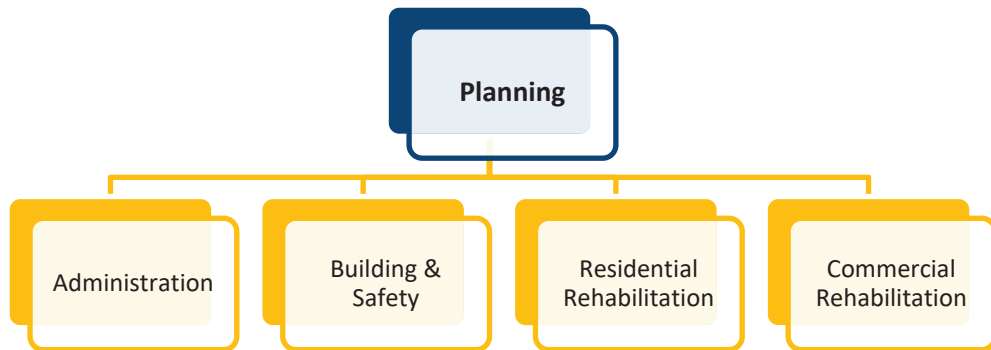 Planning
Administration
Building &
Safety
Residential
Rehabilitation
Commercial
Rehabilitation